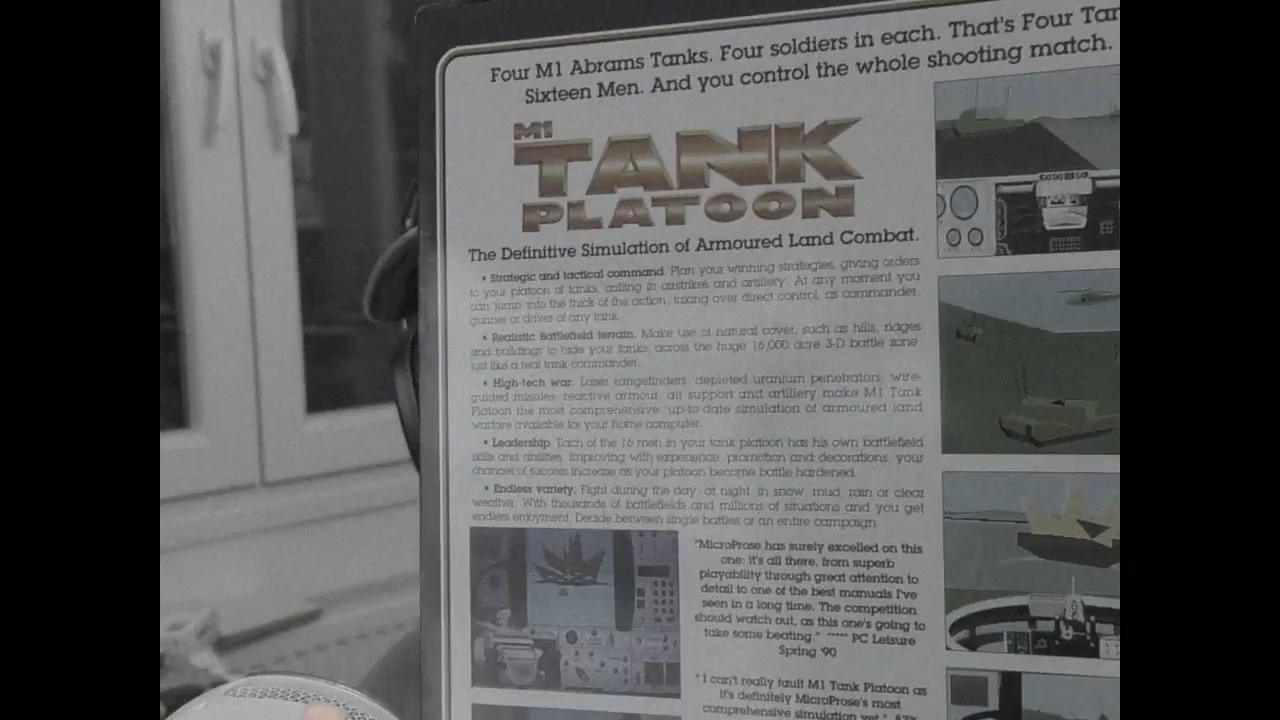 Four M1 Abrams Tanks. Four soldiers in each. That's Four Tan
Sixteen Men. And you control the whole shooting match.
M1
TANK
PLATOON
The Definitive Simulation of Armoured Land Combat.
• Strategic and tactical command. Plan your winning strategies, giving orders
to your platoon of tanks, calling in airstrikes and artillery. At any moment you
can jump into the thick of the action, taking over direct control, as commander,
gunner or driver of any tank.
• Realistic Battlefield terrain. Make use of natural cover, such as hills, ridges
and buildings to hide your tanks, across the huge 16,000 acre 3-D battle zone
just like a real tank commander.
• High-tech war. Laser rangefinders, depleted uranium penetrators, wire-
guided missiles, reactive armour, air support and artillery make M1 Tank
Platoon the most comprehensive, up-to-date simulation of armoured land
warfare available for your home computer.
• Leadership. Each of the 16 men in your tank platoon has his own battlefield
skills and abilities. Improving with experience, promotion and decorations, your
chances of success increase as your platoon become battle hardened.
• Endless variety. Fight during the day, at night, in snow, mud, rain or clear
weather. With thousands of battlefields and millions of situations and you get
endless enjoyment. Decide between single battles or an entire campaign.
"MicroProse has surely excelled on this
one: it's all there, from superb
playability through great attention to
detail to one of the best manuals I've
seen in a long time. The competition
should watch out, as this one's going to
take some beating." ***** PC Leisure
Spring '90
"I can't really fault M1 Tank Platoon as
it's definitely MicroProse's most
comprehensive simulation yet."